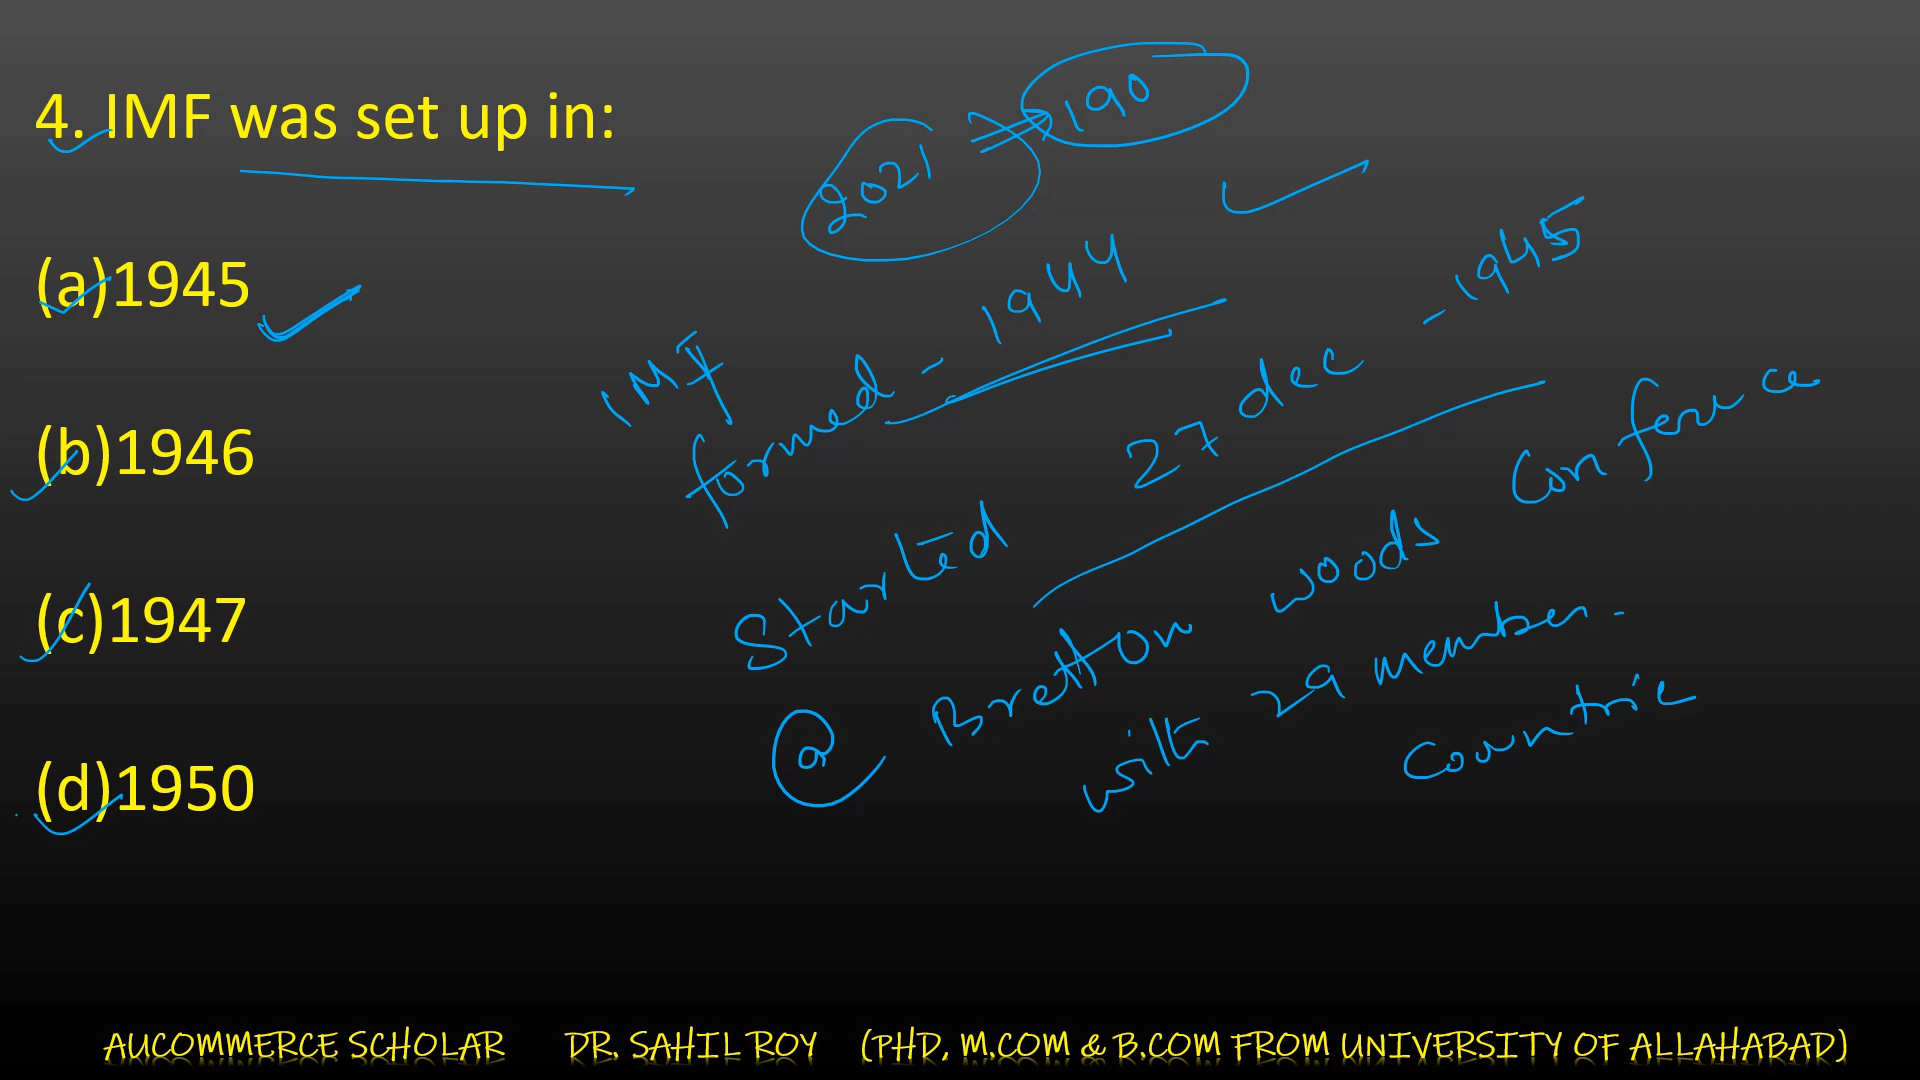 4. IMF was set up in:
(a)1945
(b)1946
(c)1947
(d)1950
2021 ⇒ 190
IMF
formed - 1944
Started 27 dec - 1945
@ Bretton woods Conference
with 29 member.
Countrie
AUCOMMERCE SCHOLAR DR. SAHIL ROY (PHD, M.COM & B.COM FROM UNIVERSITY OF ALLAHABAD)